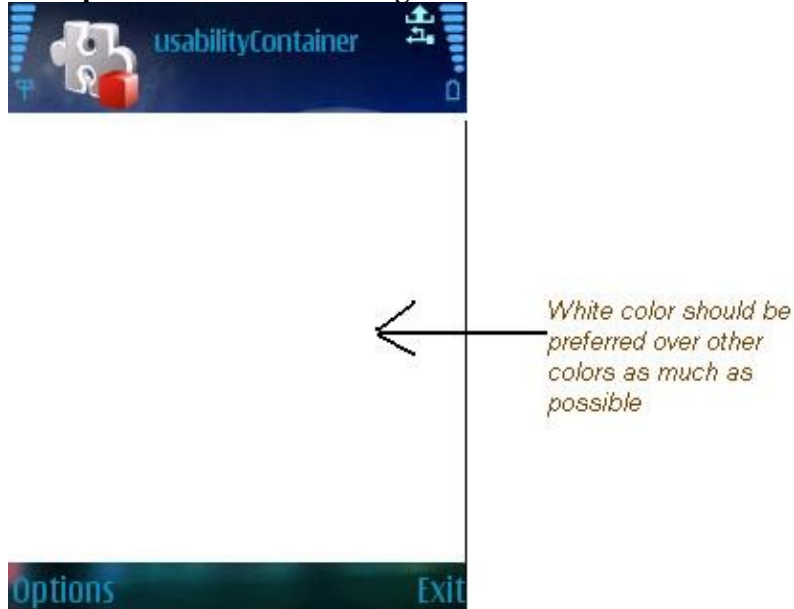 usabilityContainer
White color should be
preferred over other
colors as much as
possible
Options
Exit